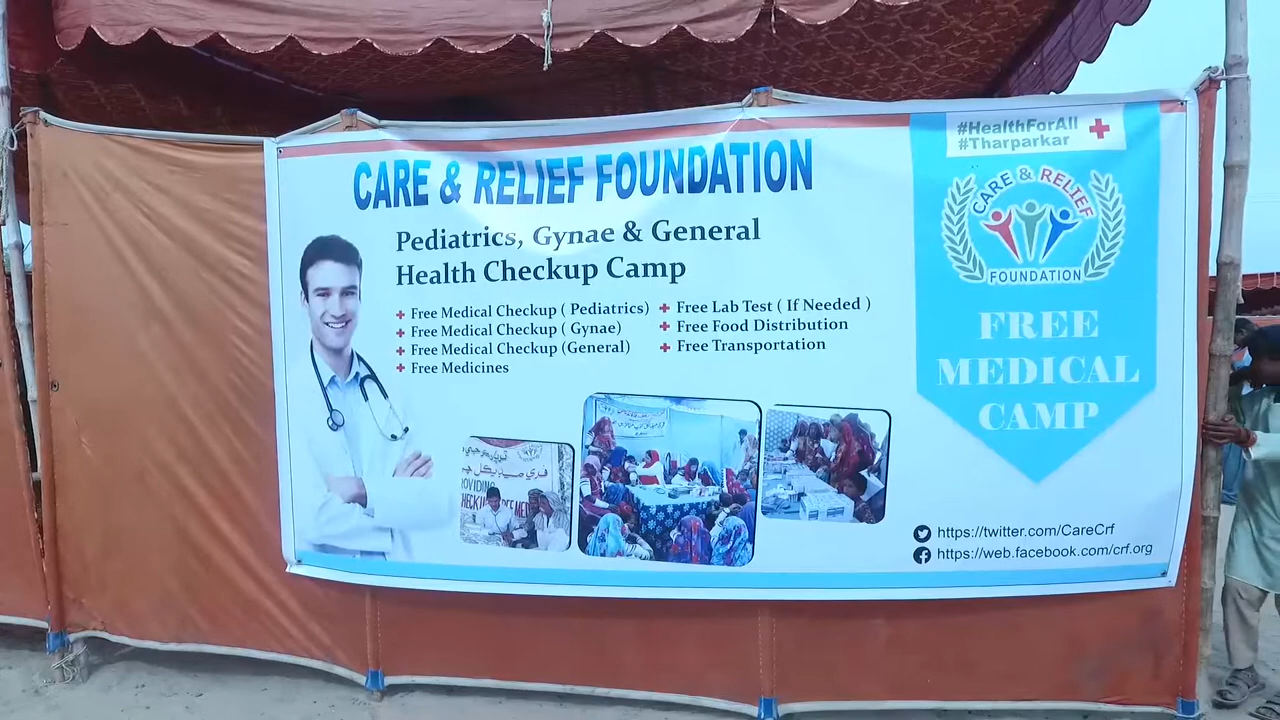 #HealthForAll
#Tharparkar
CARE & RELIEF FOUNDATION
CARE & RELIEF
FOUNDATION
Pediatrics, Gynae & General
Health Checkup Camp
Free Medical Checkup ( Pediatrics)
Free Medical Checkup ( Gynae)
Free Medical Checkup (General)
Free Medicines
Free Lab Test ( If Needed )
Free Food Distribution
Free Transportation
FREE
MEDICAL
CAMP
ROVIDING
https://twitter.com/CareCrf
https://web.facebook.com/crf.org